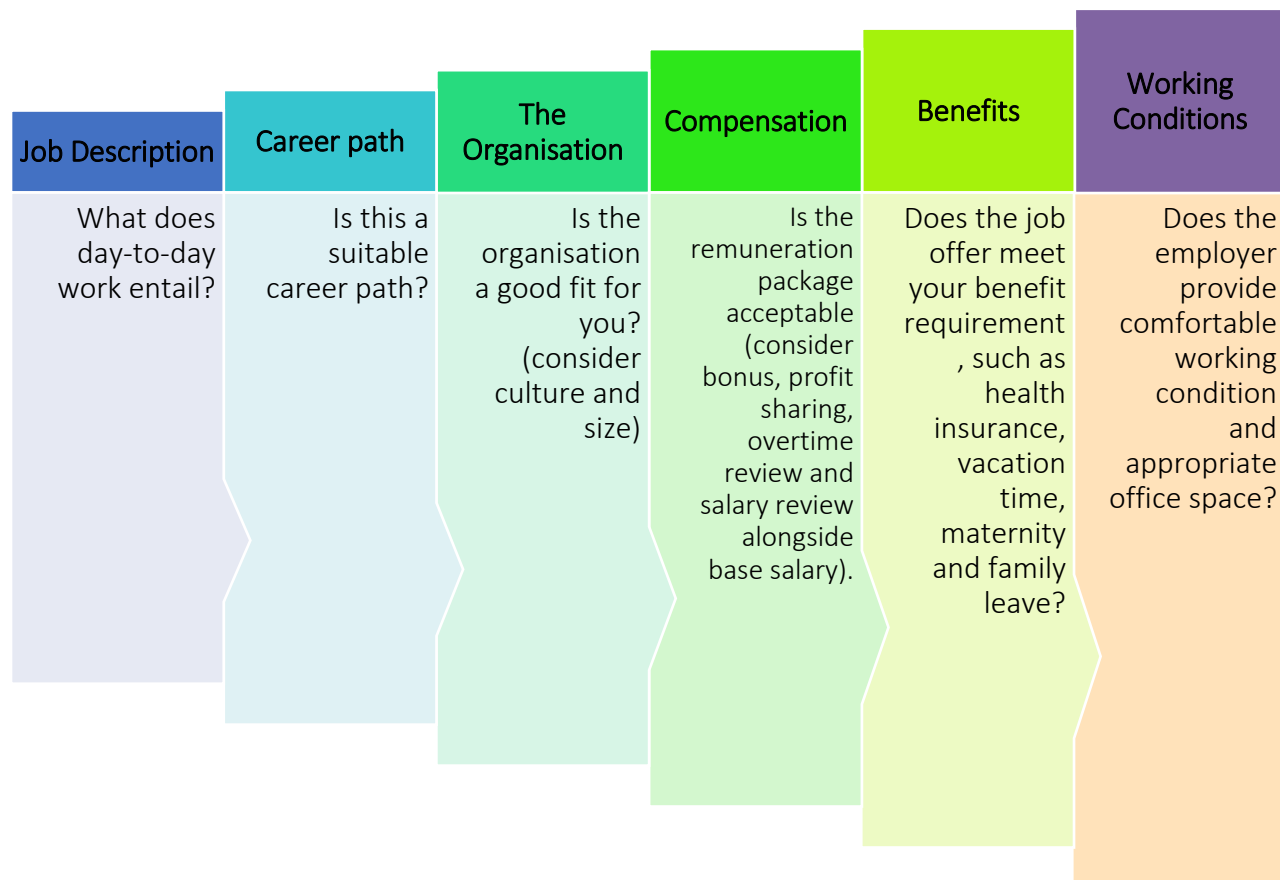 Job Description
What does
day-to-day
work entail?
Career path
Is this a
suitable
career path?
The
Organisation
Is the
organisation
a good fit for
you?
(consider
culture and
size)
Compensation
Is the
remuneration
package
acceptable
(consider
bonus, profit
sharing,
overtime
review and
salary review
alongside
base salary).
Benefits
Does the job
offer meet
your benefit
requirement
, such as
health
insurance,
vacation
time,
maternity
and family
leave?
Working
Conditions
Does the
employer
provide
comfortable
working
condition
and
appropriate
office space?